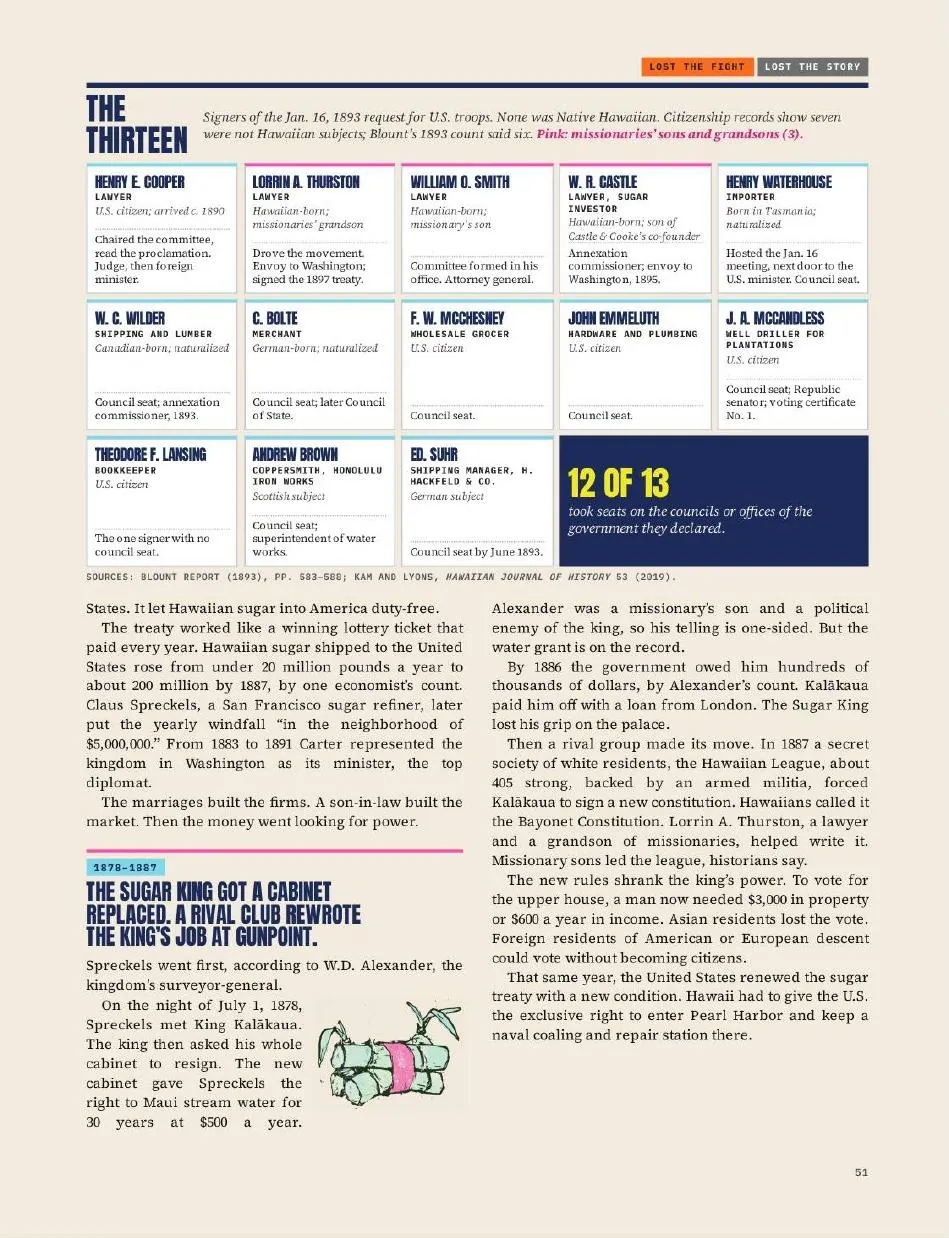 LOST THE FIGHT
LOST THE STORY
THE
THIRTEEN
Signers of the Jan. 16, 1893 request for U.S. troops. None was Native Hawaiian. Citizenship records show seven
were not Hawaiian subjects; Blount's 1893 count said six. Pink: missionaries' sons and grandsons (3).
HENRY E. COOPER
LAWYER
U.S. citizen; arrived c. 1890
Chaired the committee,
read the proclamation.
Judge, then foreign
minister.
LORRIN A. THURSTON
LAWYER
Hawaiian-born;
missionaries' grandson
Drove the movement.
Envoy to Washington;
signed the 1897 treaty.
WILLIAM O. SMITH
LAWYER
Hawaiian-born;
missionary's son
Committee formed in his
office. Attorney general.
W. R. CASTLE
LAWYER, SUGAR
INVESTOR
Hawaiian-born; son of
Castle & Cooke's co-founder
Annexation
commissioner; envoy to
Washington, 1895.
HENRY WATERHOUSE
IMPORTER
Born in Tasmania;
naturalized
Hosted the Jan. 16
meeting, next door to the
U.S. minister. Council seat.
W. C. WILDER
SHIPPING AND LUMBER
Canadian-born; naturalized
Council seat; annexation
commissioner, 1893.
C. BOLTE
MERCHANT
German-born; naturalized
Council seat; later Council
of State.
F. W. MCCHESNEY
WHOLESALE GROCER
U.S. citizen
Council seat.
JOHN EMMELUTH
HARDWARE AND PLUMBING
U.S. citizen
Council seat.
J. A. MCCANDLESS
WELL DRILLER FOR
PLANTATIONS
U.S. citizen
Council seat; Republic
senator; voting certificate
No. 1.
THEODORE F. LANSING
BOOKKEEPER
U.S. citizen
The one signer with no
council seat.
ANDREW BROWN
COPPERSMITH, HONOLULU
IRON WORKS
Scottish subject
Council seat;
superintendent of water
works.
ED. SUHR
SHIPPING MANAGER, H.
HACKFELD & CO.
German subject
Council seat by June 1893.
12 OF 13
took seats on the councils or offices of the
government they declared.
SOURCES: BLOUNT REPORT (1893), PP. 583–588; KAM AND LYONS, HAWAIIAN JOURNAL OF HISTORY 53 (2019).
States. It let Hawaiian sugar into America duty-free.
The treaty worked like a winning lottery ticket that
paid every year. Hawaiian sugar shipped to the United
States rose from under 20 million pounds a year to
about 200 million by 1887, by one economist's count.
Claus Spreckels, a San Francisco sugar refiner, later
put the yearly windfall “in the neighborhood of
$5,000,000.” From 1883 to 1891 Carter represented the
kingdom in Washington as its minister, the top
diplomat.
The marriages built the firms. A son-in-law built the
market. Then the money went looking for power.
1878–1887
THE SUGAR KING GOT A CABINET
REPLACED. A RIVAL CLUB REWROTE
THE KING'S JOB AT GUNPOINT.
Spreckels went first, according to W.D. Alexander, the
kingdom's surveyor-general.
On the night of July 1, 1878,
Spreckels met King Kalākaua.
The king then asked his whole
cabinet to resign. The new
cabinet gave Spreckels the
right to Maui stream water for
30 years at $500 a year.
Alexander was a missionary's son and a political
enemy of the king, so his telling is one-sided. But the
water grant is on the record.
By 1886 the government owed him hundreds of
thousands of dollars, by Alexander's count. Kalākaua
paid him off with a loan from London. The Sugar King
lost his grip on the palace.
Then a rival group made its move. In 1887 a secret
society of white residents, the Hawaiian League, about
405 strong, backed by an armed militia, forced
Kalākaua to sign a new constitution. Hawaiians called it
the Bayonet Constitution. Lorrin A. Thurston, a lawyer
and a grandson of missionaries, helped write it.
Missionary sons led the league, historians say.
The new rules shrank the king's power. To vote for
the upper house, a man now needed $3,000 in property
or $600 a year in income. Asian residents lost the vote.
Foreign residents of American or European descent
could vote without becoming citizens.
That same year, the United States renewed the sugar
treaty with a new condition. Hawaii had to give the U.S.
the exclusive right to enter Pearl Harbor and keep a
naval coaling and repair station there.
51